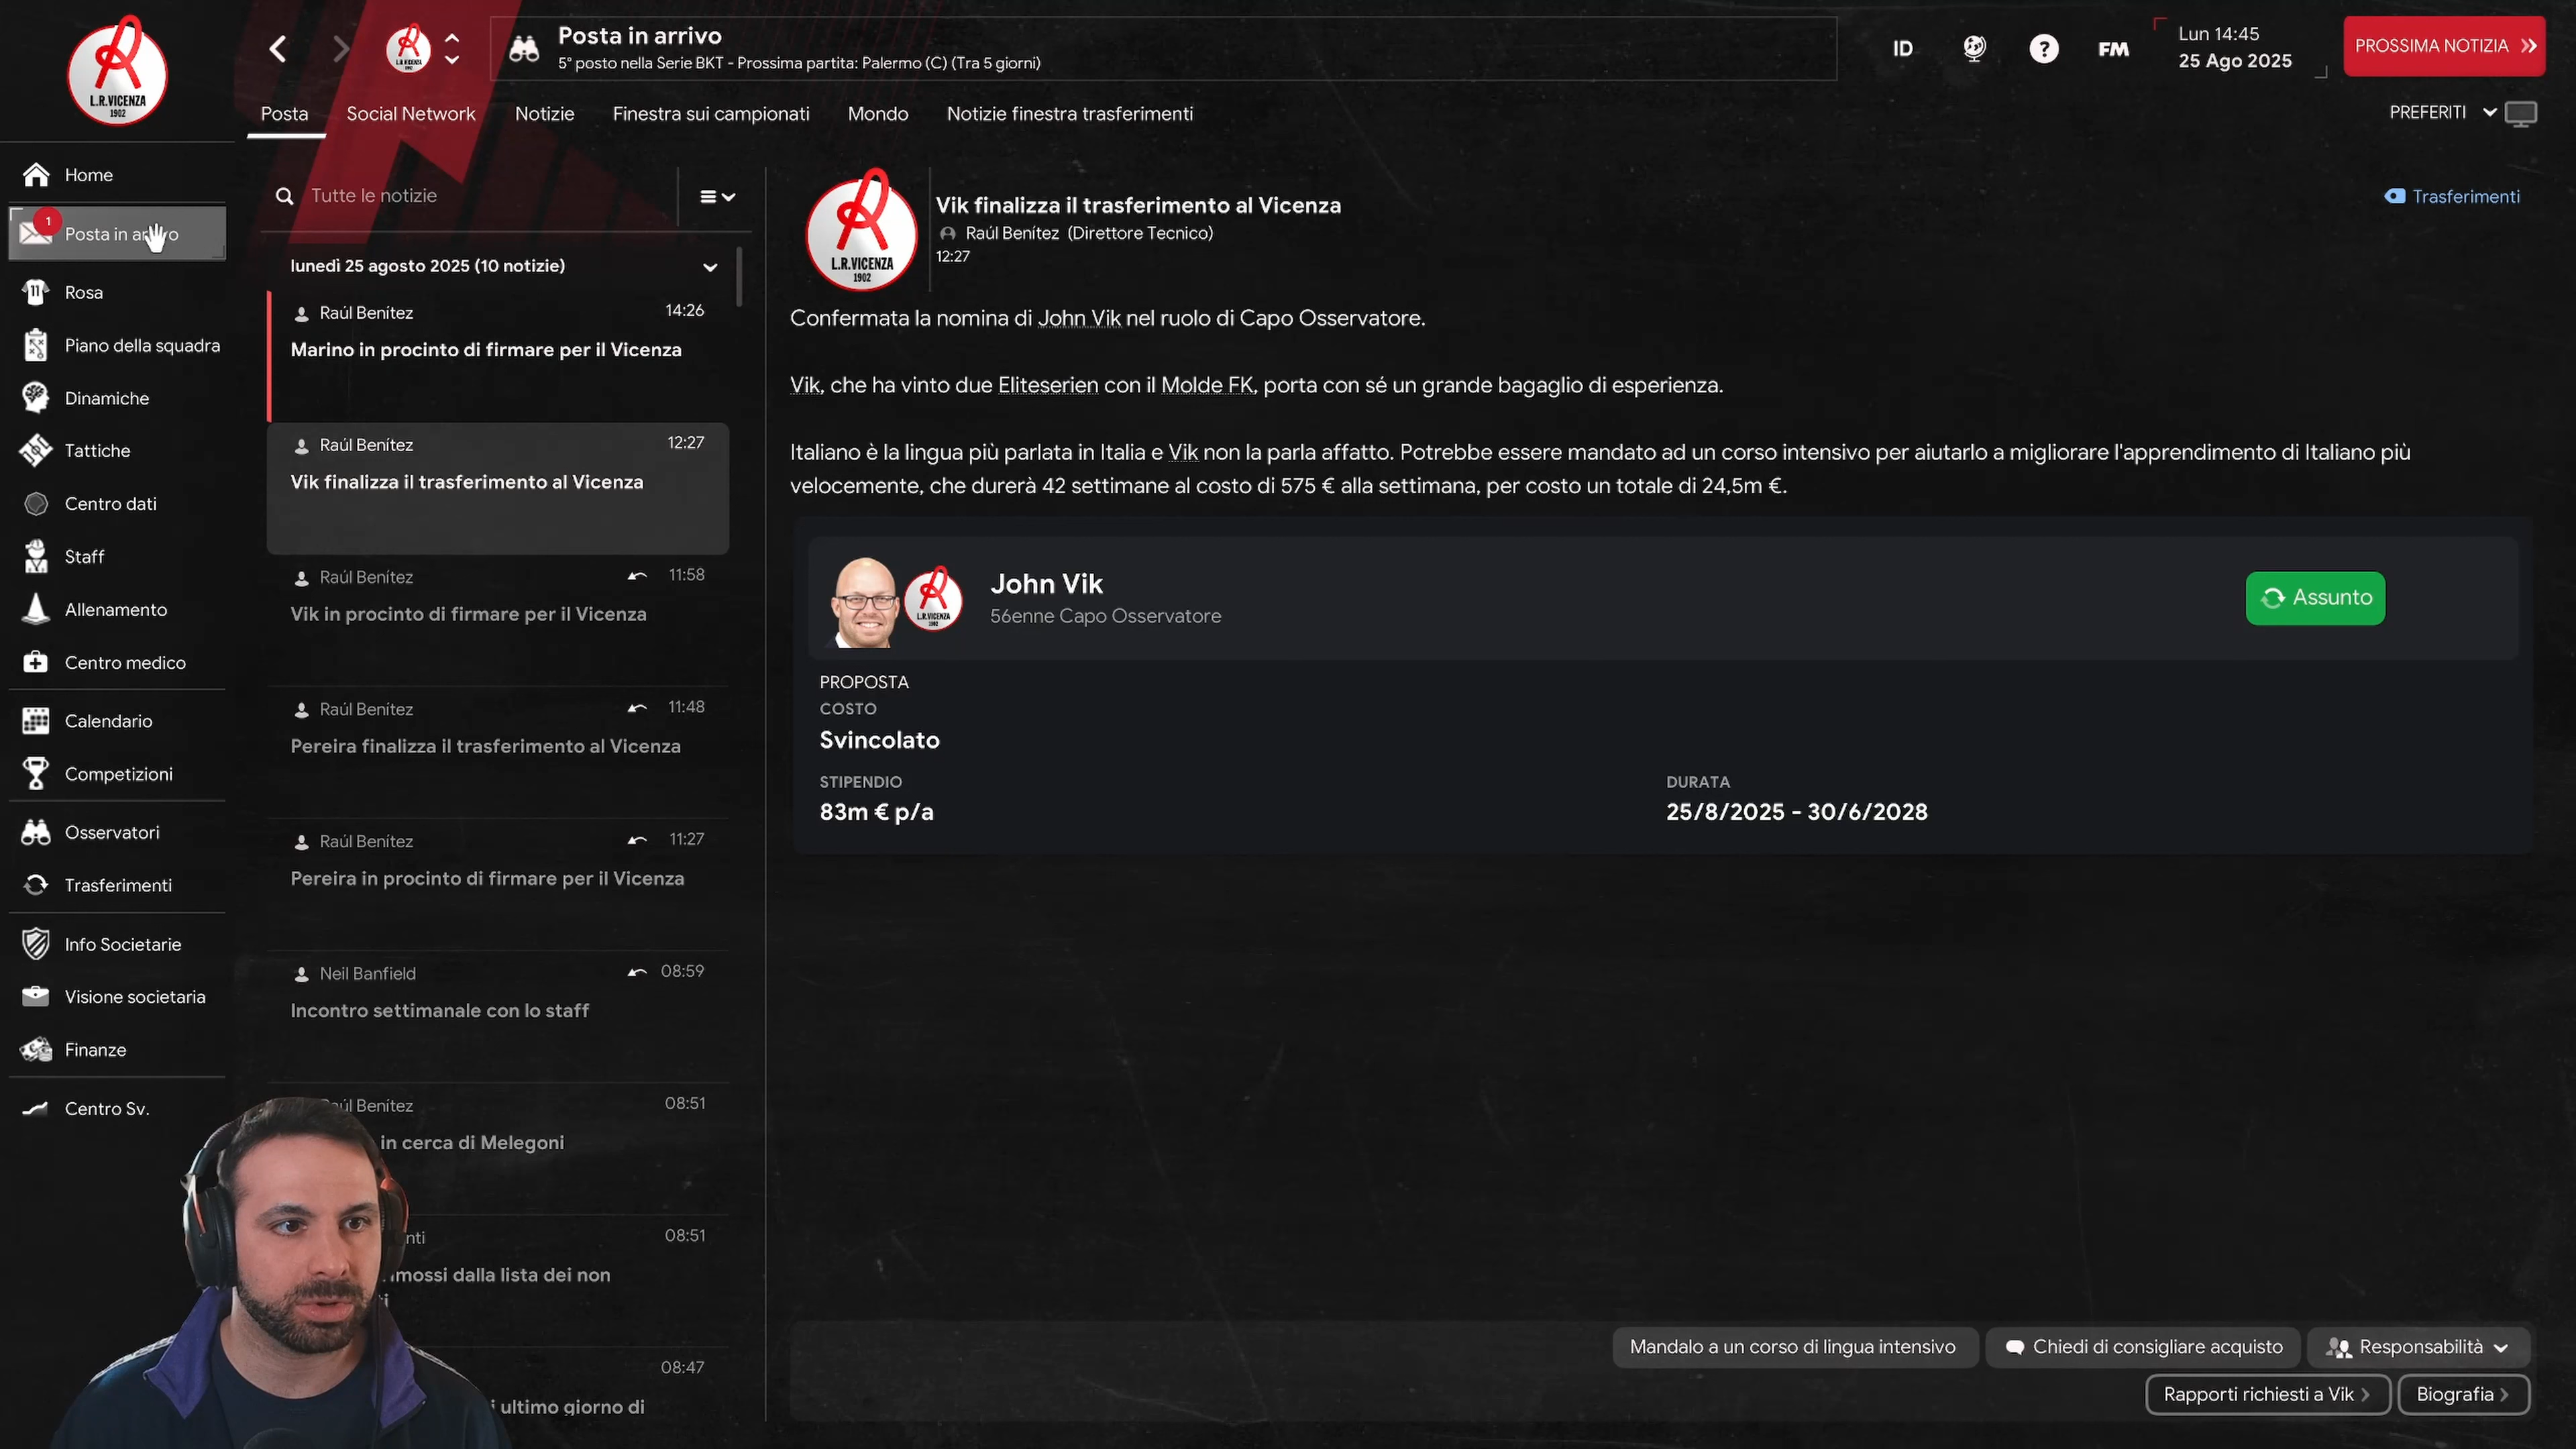 L.R.VICENZA
1902
Posta in arrivo
5° posto nella Serie BKT - Prossima partita: Palermo (C) (Tra 5 giorni)
ID
FM
Lun 14:45
25 Ago 2025
PROSSIMA NOTIZIA
Posta
Social Network
Notizie
Finestra sui campionati
Mondo
Notizie finestra trasferimenti
PREFERITI
Home
1
Posta in arrivo
Rosa
Piano della squadra
Dinamiche
Tattiche
Centro dati
Staff
Allenamento
Centro medico
Calendario
Competizioni
Osservatori
Trasferimenti
Info Societarie
Visione societaria
Finanze
Centro Sv.
Tutte le notizie
lunedì 25 agosto 2025 (10 notizie)
Raúl Benítez 14:26
Marino in procinto di firmare per il Vicenza
Raúl Benítez 12:27
Vik finalizza il trasferimento al Vicenza
Raúl Benítez 11:58
Vik in procinto di firmare per il Vicenza
Raúl Benítez 11:48
Pereira finalizza il trasferimento al Vicenza
Raúl Benítez 11:27
Pereira in procinto di firmare per il Vicenza
Neil Banfield 08:59
Incontro settimanale con lo staff
Benítez 08:51
in cerca di Melegoni
08:51
dalla lista dei non
08:47
ultimo giorno di
L.R.VICENZA
1902
Vik finalizza il trasferimento al Vicenza
Raúl Benítez (Direttore Tecnico)
12:27
Trasferimenti
Confermata la nomina di John Vik nel ruolo di Capo Osservatore.
Vik, che ha vinto due Eliteserien con il Molde FK, porta con sé un grande bagaglio di esperienza.
Italiano è la lingua più parlata in Italia e Vik non la parla affatto. Potrebbe essere mandato ad un corso intensivo per aiutarlo a migliorare l'apprendimento di Italiano più
velocemente, che durerà 42 settimane al costo di 575 € alla settimana, per costo un totale di 24,5m €.
L.R.VICENZA
John Vik
56enne Capo Osservatore
Assunto
PROPOSTA
COSTO
Svincolato
STIPENDIO
83m € p/a
DURATA
25/8/2025 - 30/6/2028
Mandalo a un corso di lingua intensivo
Chiedi di consigliare acquisto
Responsabilità
Rapporti richiesti a Vik
Biografia